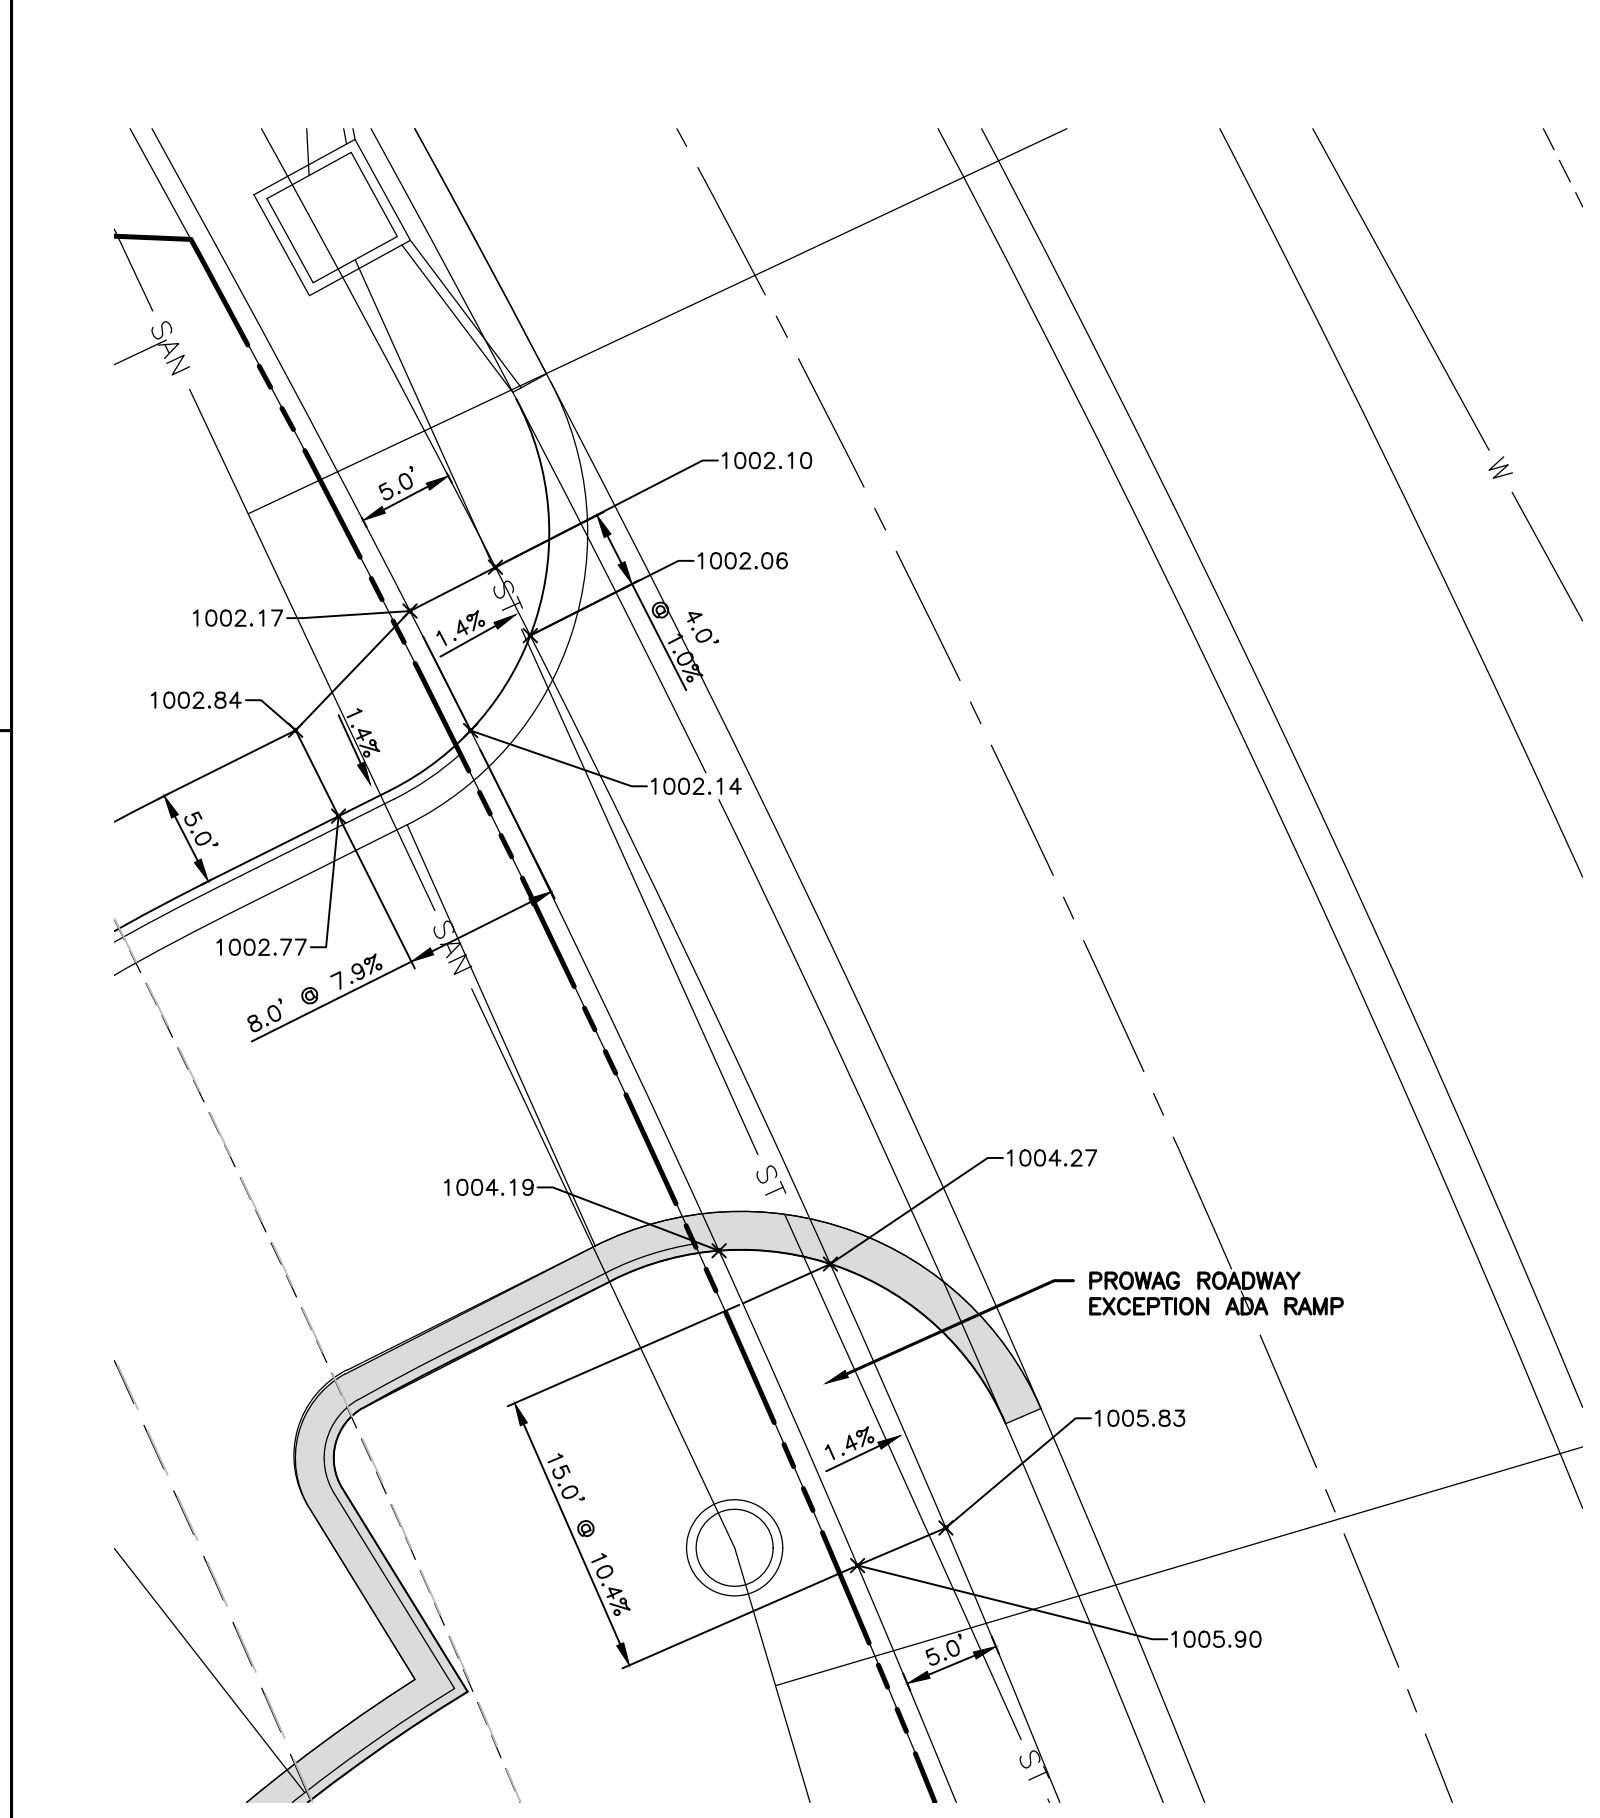 SAN
W
1002.10
5.0'
1002.06
ST
1002.17
1.4%
4.0'
@ 1.0%
1002.84
1.4%
1002.14
5.0'
1002.77
SAN
8.0' @ 7.9%
1004.27
ST
1004.19
PROWAG ROADWAY
EXCEPTION ADA RAMP
1005.83
1.4%
15.0' @ 10.4%
1005.90
5.0'
ST